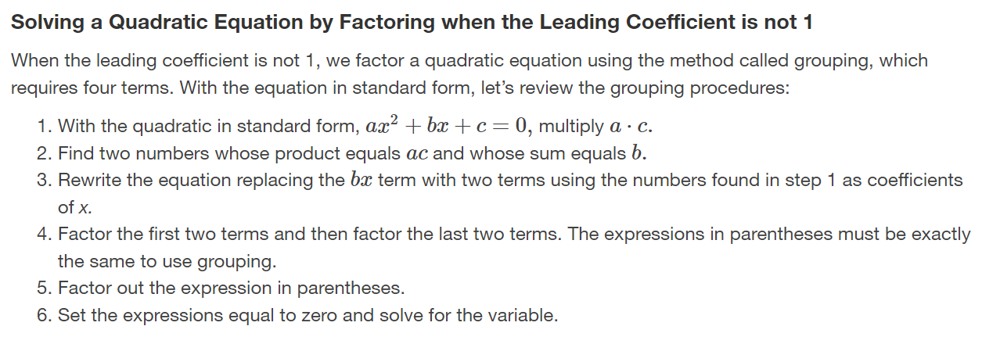 Solving a Quadratic Equation by Factoring when the Leading Coefficient is not 1
When the leading coefficient is not 1, we factor a quadratic equation using the method called grouping, which
requires four terms. With the equation in standard form, let’s review the grouping procedures:
1. With the quadratic in standard form, ax² + bx + c = 0, multiply a · c.
2. Find two numbers whose product equals ac and whose sum equals b.
3. Rewrite the equation replacing the bx term with two terms using the numbers found in step 1 as coefficients
of x.
4. Factor the first two terms and then factor the last two terms. The expressions in parentheses must be exactly
the same to use grouping.
5. Factor out the expression in parentheses.
6. Set the expressions equal to zero and solve for the variable.